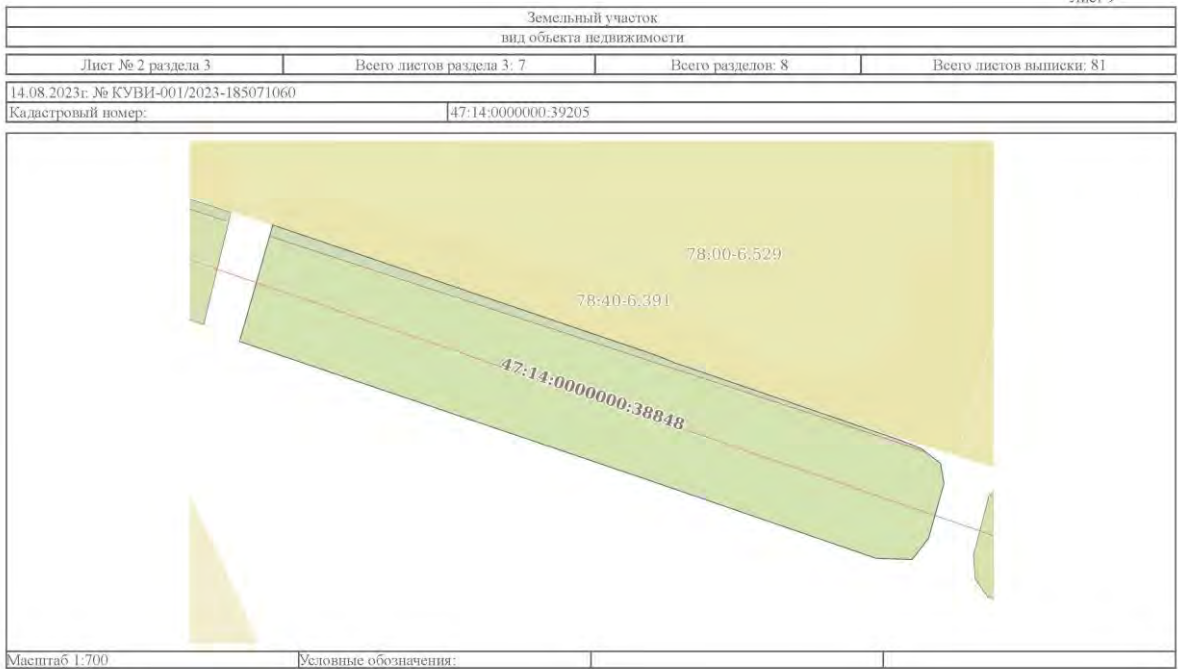 Лист 9
Земельный участок
вид объекта недвижимости
Лист № 2 раздела 3 Всего листов раздела 3: 7 Всего разделов: 8 Всего листов выписки: 81
14.08.2023г. № КУВИ-001/2023-185071060
Кадастровый номер: 47:14:0000000:39205
78:00-6.529
78:40-6.391
47:14:0000000:38848
Масштаб 1:700 Условные обозначения: